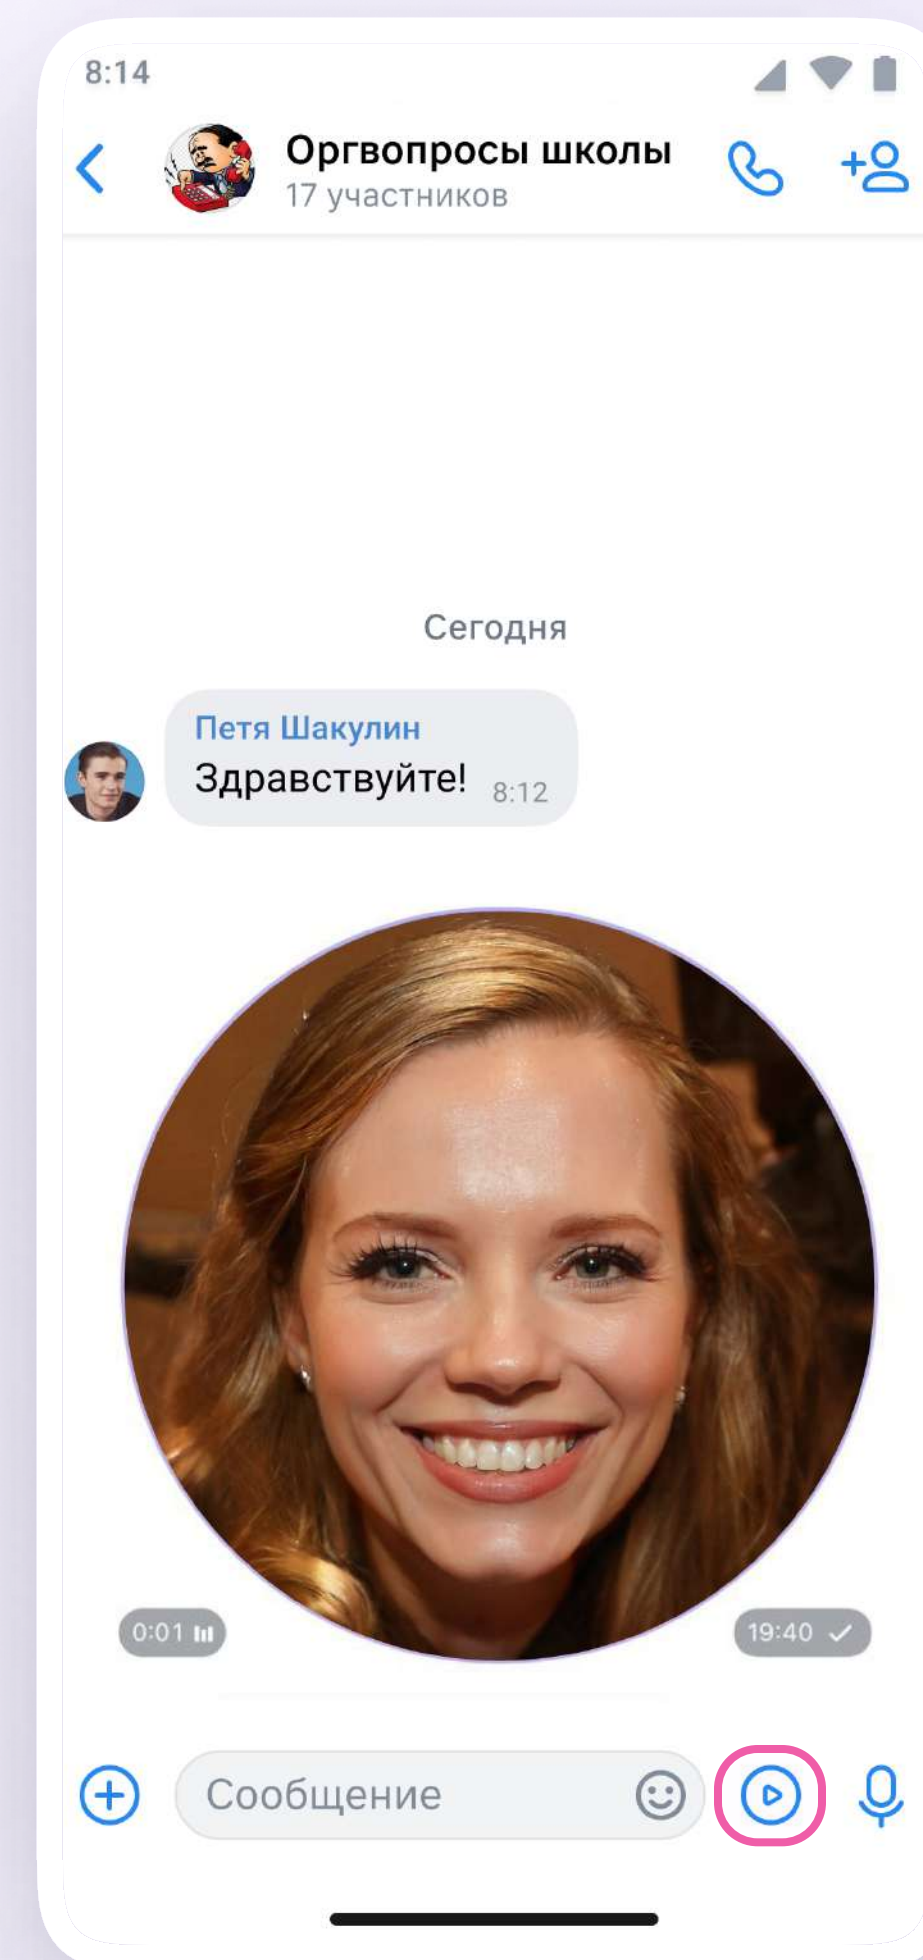 8:14
Оргвопросы школы
17 участников
Сегодня
Петя Шакулин
Здравствуйте! 8:12
0:01 19:40
Сообщение